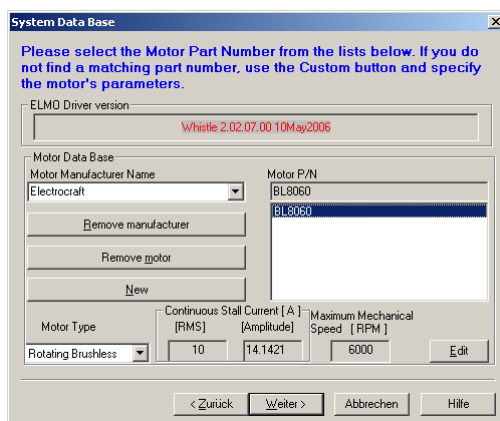 System Data Base
Please select the Motor Part Number from the lists below. If you do
not find a matching part number, use the Custom button and specify
the motor's parameters.
ELMO Driver version
Whistle 2.02.07.00 10May2006
Motor Data Base
Motor Manufacturer Name
Electrocraft
Remove manufacturer
Remove motor
New
Motor P/N
BL8060
BL8060
Motor Type
Rotating Brushless
Continuous Stall Current [ A ]
[RMS] [Amplitude]
10 14.1421
Maximum Mechanical
Speed [ RPM ]
6000
Edit
< Zurück Weiter > Abbrechen Hilfe